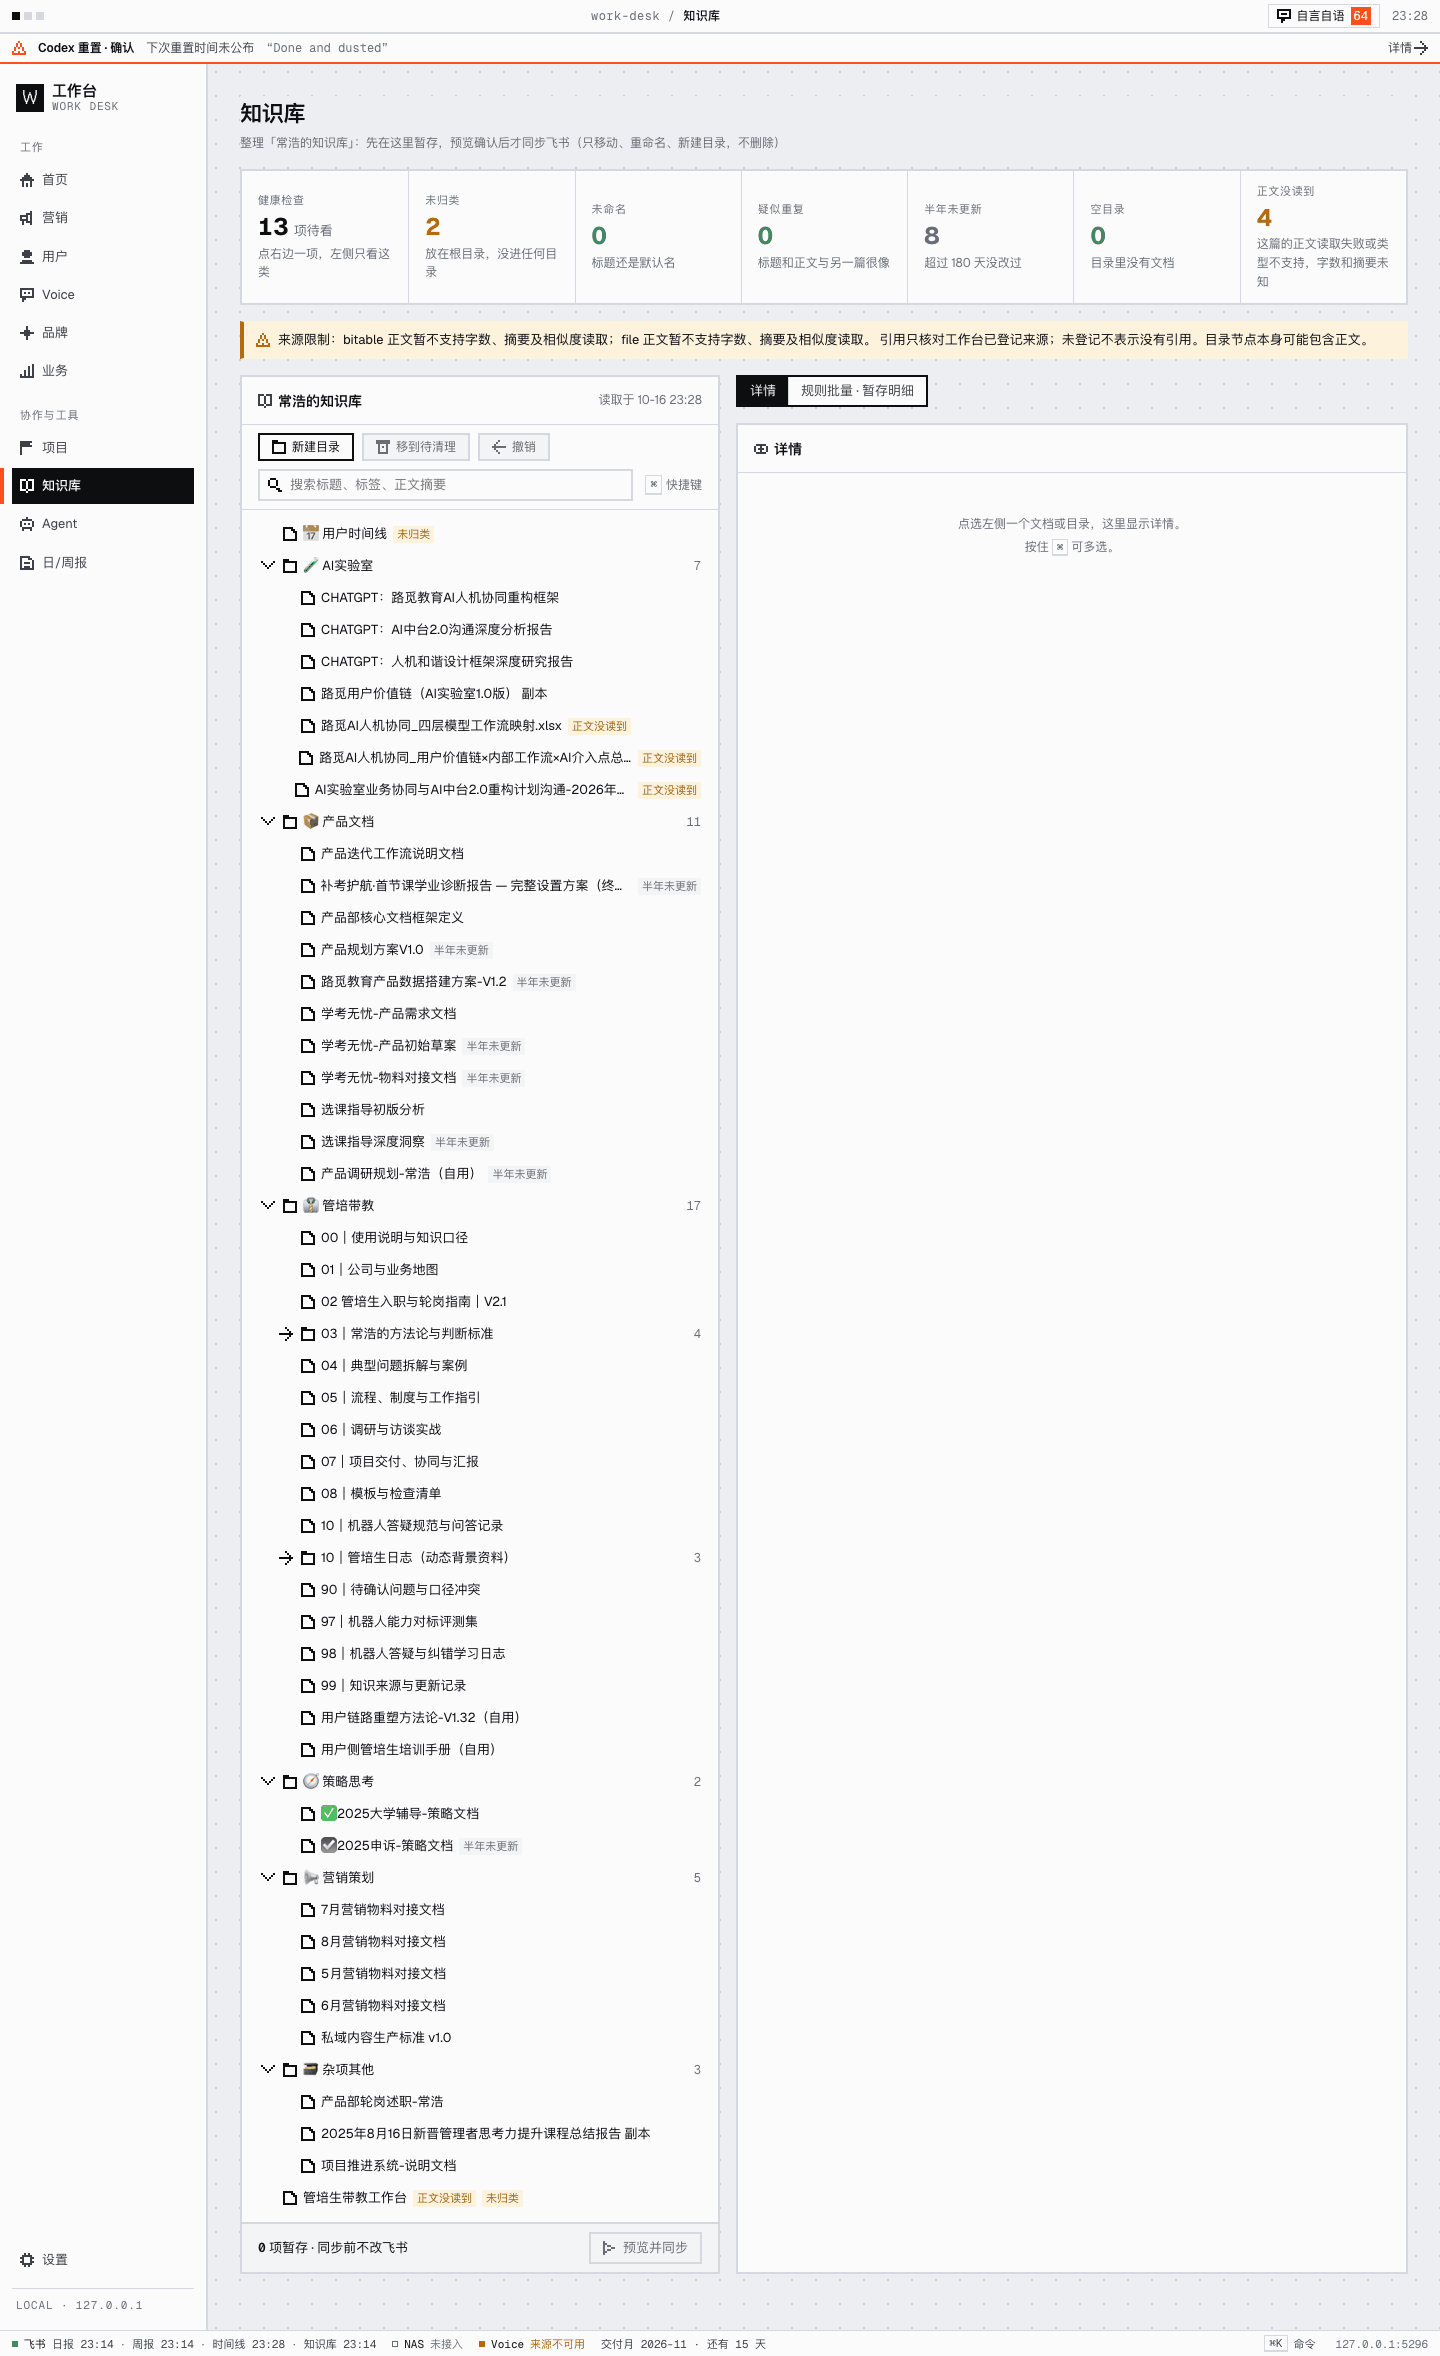 work-desk / 知识库
自言自语 64 23:28
Codex 重置·确认 下次重置时间未公布 “Done and dusted” 详情
W 工作台
WORK DESK
工作
首页
营销
用户
Voice
品牌
业务
协作与工具
项目
知识库
Agent
日/周报
设置
LOCAL · 127.0.0.1
知识库
整理「常浩的知识库」：先在这里暂存，预览确认后才同步飞书（只移动、重命名、新建目录，不删除）
健康检查
13 项待看
点右边一项，左侧只看这
类
未归类
2
放在根目录，没进任何目
录
未命名
0
标题还是默认名
疑似重复
0
标题和正文与另一篇很像
半年未更新
8
超过 180 天没改过
空目录
0
目录里没有文档
正文没读到
4
这篇的正文读取失败或类
型不支持，字数和摘要未
知
来源限制：bitable 正文暂不支持字数、摘要及相似度读取；file 正文暂不支持字数、摘要及相似度读取。 引用只核对工作台已登记来源；未登记不表示没有引用。目录节点本身可能包含正文。
常浩的知识库 读取于 10-16 23:28
新建目录 移到待清理 撤销
搜索标题、标签、正文摘要 ⌘ 快捷键
用户时间线 未归类
AI实验室 7
CHATGPT：路觅教育AI人机协同重构框架
CHATGPT：AI中台2.0沟通深度分析报告
CHATGPT：人机和谐设计框架深度研究报告
路觅用户价值链（AI实验室1.0版） 副本
路觅AI人机协同_四层模型工作流映射.xlsx 正文没读到
路觅AI人机协同_用户价值链×内部工作流×AI介入点总... 正文没读到
AI实验室业务协同与AI中台2.0重构计划沟通-2026年... 正文没读到
产品文档 11
产品迭代工作流说明文档
补考护航·首节课学业诊断报告 — 完整设置方案（终... 半年未更新
产品部核心文档框架定义
产品规划方案V1.0 半年未更新
路觅教育产品数据搭建方案-V1.2 半年未更新
学考无忧-产品需求文档
学考无忧-产品初始草案 半年未更新
学考无忧-物料对接文档 半年未更新
选课指导初版分析
选课指导深度洞察 半年未更新
产品调研规划-常浩（自用） 半年未更新
管培带教 17
00｜使用说明与知识口径
01｜公司与业务地图
02 管培生入职与轮岗指南｜V2.1
03｜常浩的方法论与判断标准 4
04｜典型问题拆解与案例
05｜流程、制度与工作指引
06｜调研与访谈实战
07｜项目交付、协同与汇报
08｜模板与检查清单
10｜机器人答疑规范与问答记录
10｜管培生日志（动态背景资料） 3
90｜待确认问题与口径冲突
97｜机器人能力对标评测集
98｜机器人答疑与纠错学习日志
99｜知识来源与更新记录
用户链路重塑方法论-V1.32（自用）
用户侧管培生培训手册（自用）
策略思考 2
✅2025大学辅导-策略文档
☑2025申诉-策略文档 半年未更新
营销策划 5
7月营销物料对接文档
8月营销物料对接文档
5月营销物料对接文档
6月营销物料对接文档
私域内容生产标准 v1.0
杂项其他 3
产品部轮岗述职-常浩
2025年8月16日新晋管理者思考力提升课程总结报告 副本
项目推进系统-说明文档
管培生带教工作台 正文没读到 未归类
0 项暂存 · 同步前不改飞书 预览并同步
详情 规则批量 · 暂存明细
详情
点选左侧一个文档或目录，这里显示详情。
按住 ⌘ 可多选。
飞书 日报 23:14 · 周报 23:14 · 时间线 23:28 · 知识库 23:14 NAS 未接入 Voice 来源不可用 交付月 2026-11 · 还有 15 天 ⌘K 命令 127.0.0.1:5296